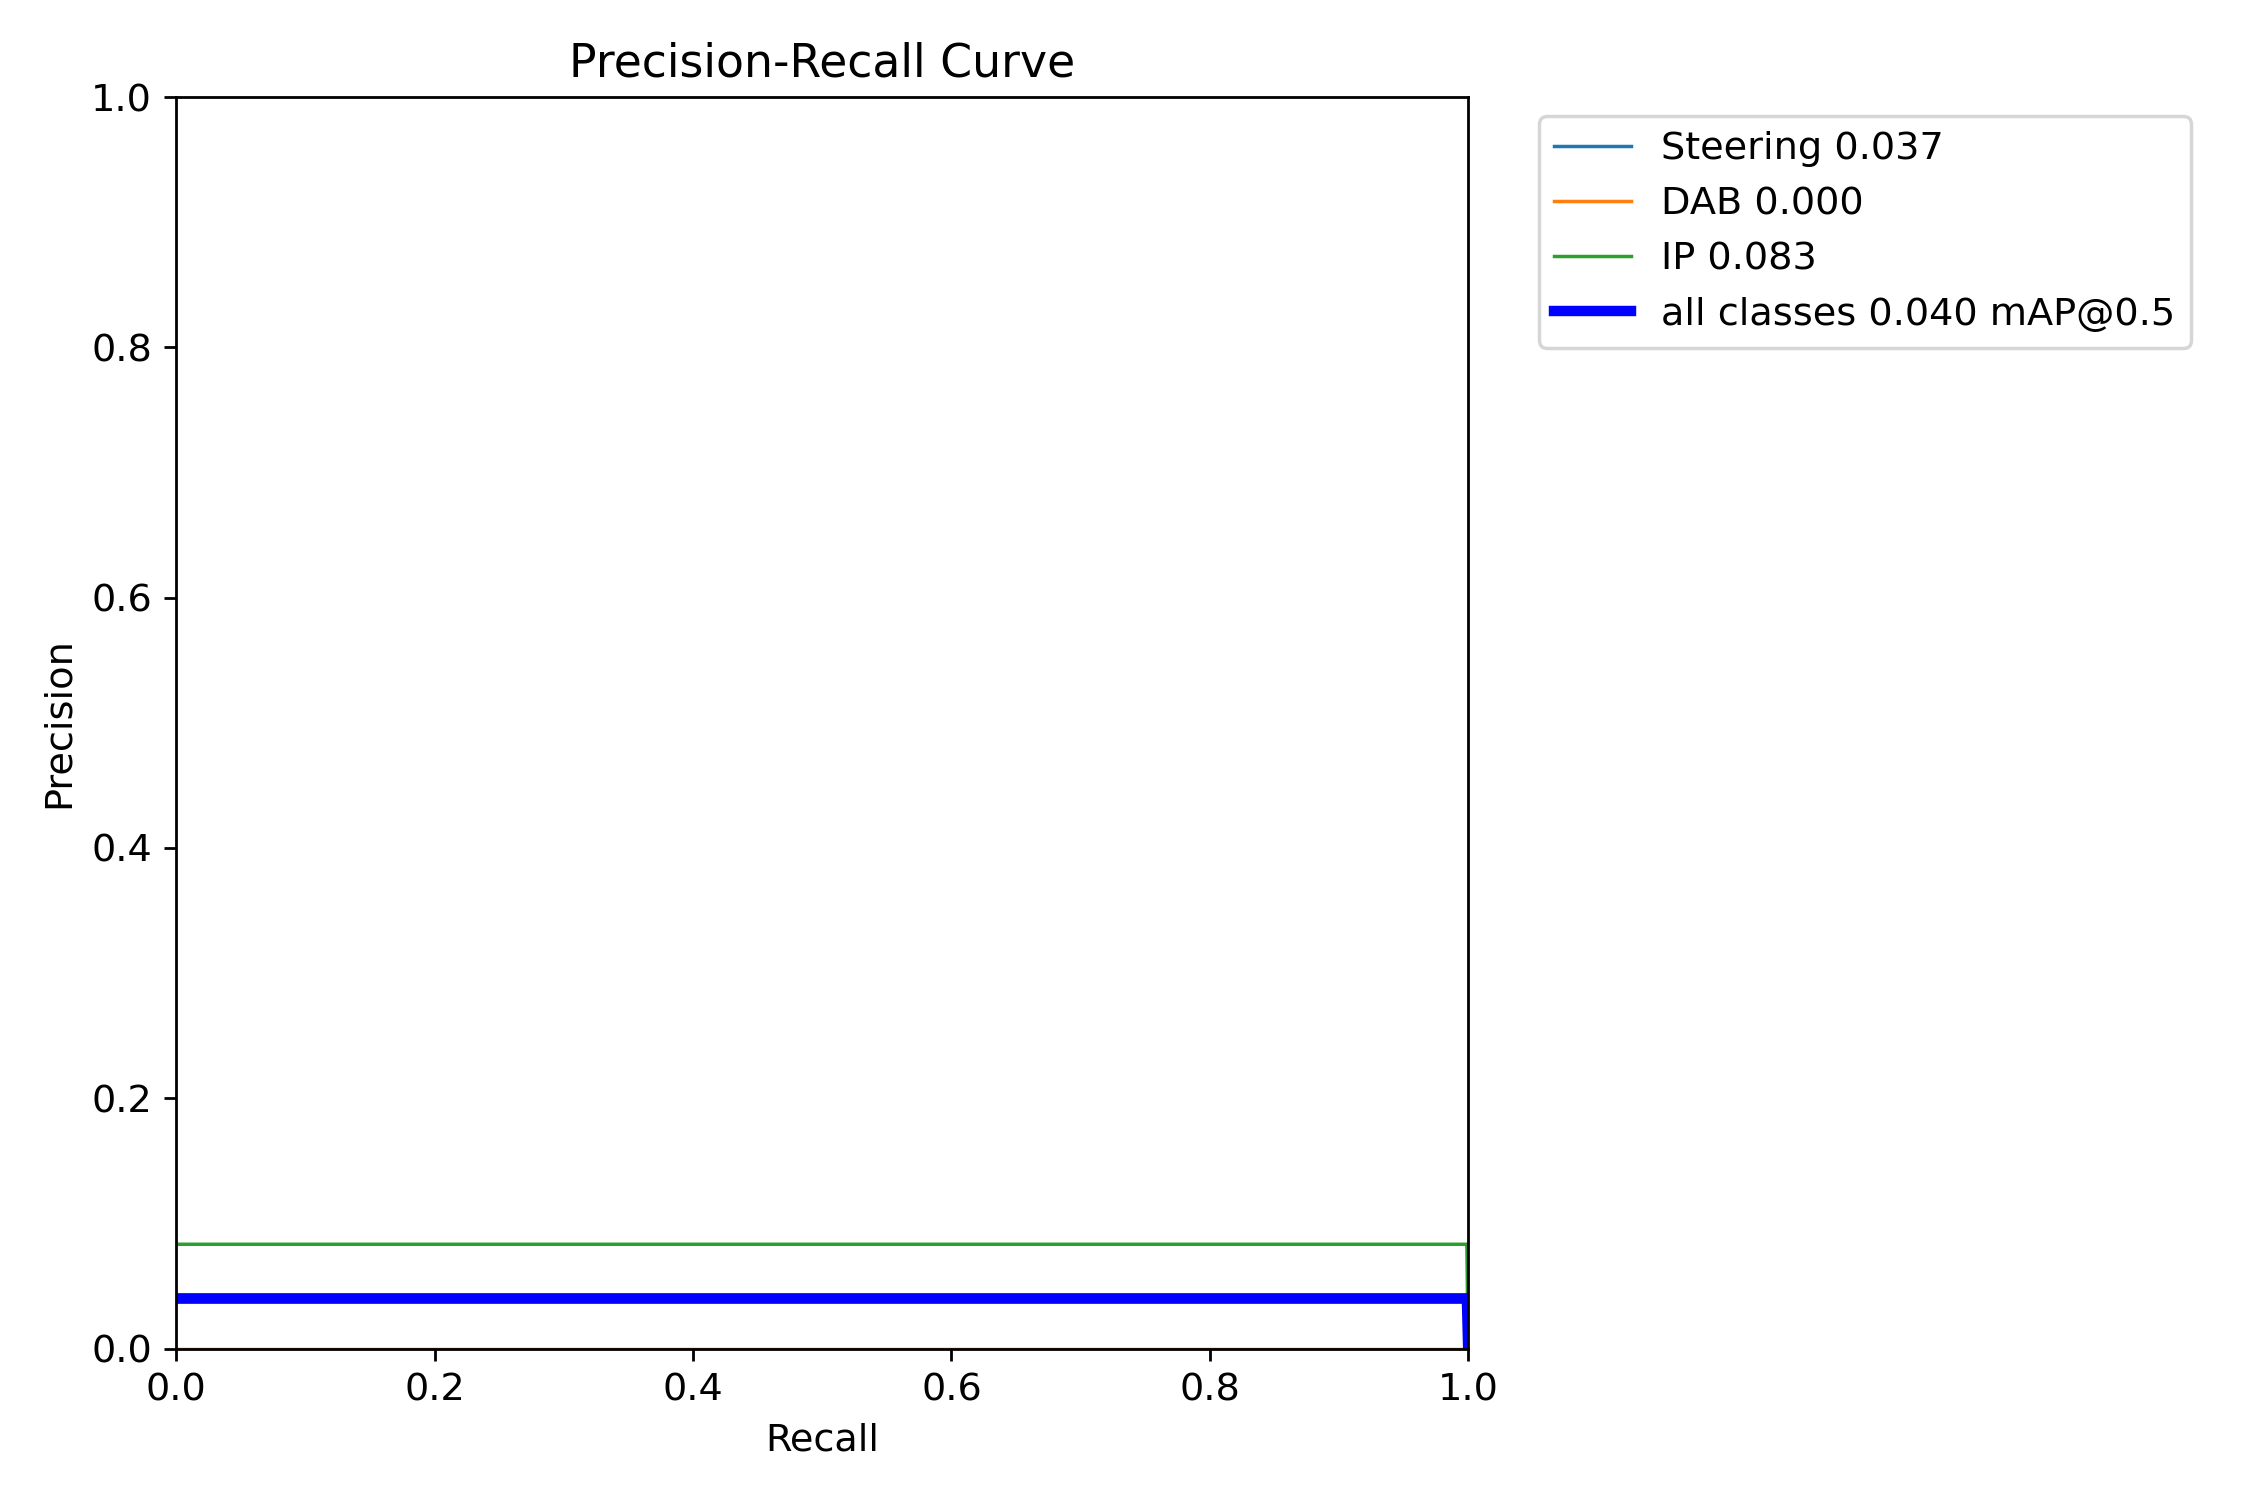 Precision-Recall Curve
1.0
0.8
0.6
0.4
0.2
0.0
Precision
0.0 0.2 0.4 0.6 0.8 1.0
Recall
Steering 0.037
DAB 0.000
IP 0.083
all classes 0.040 mAP@0.5